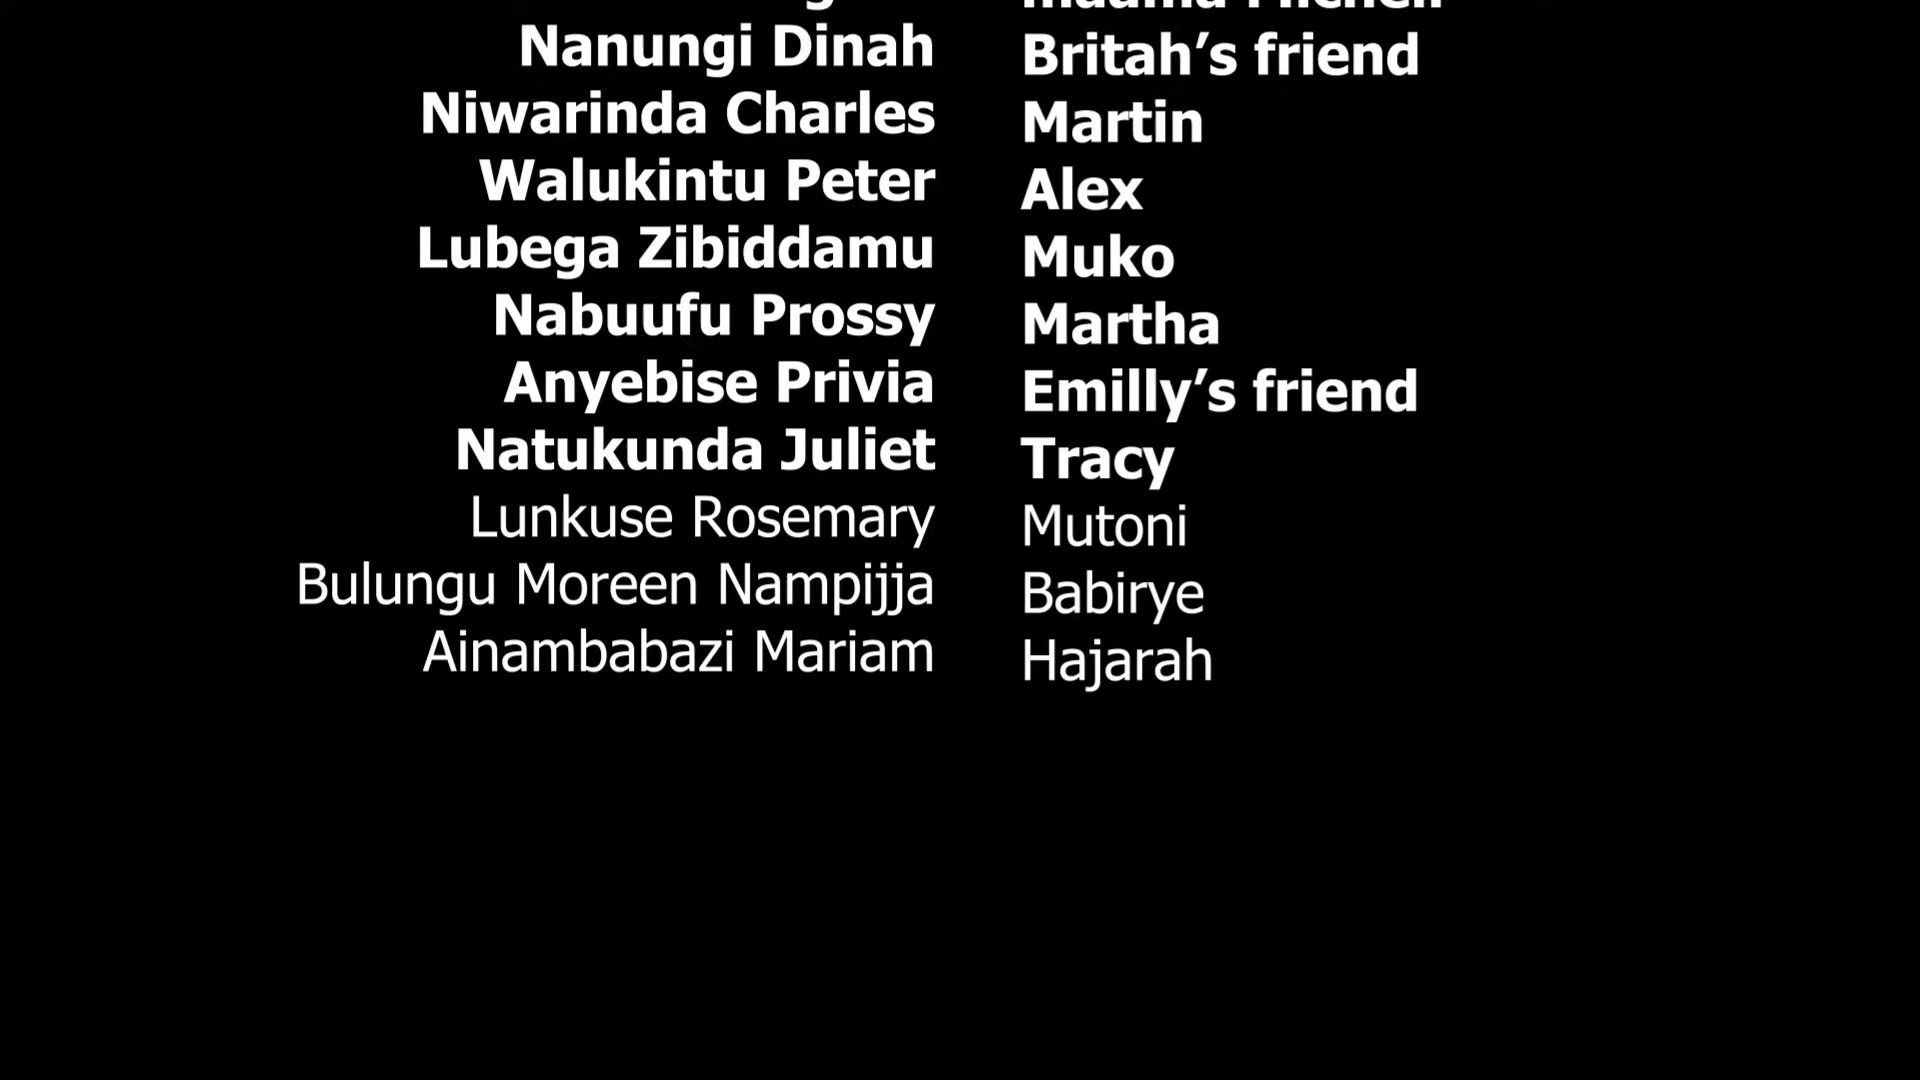 Nanungi Dinah Britah’s friend
Niwarinda Charles Martin
Walukintu Peter Alex
Lubega Zibiddamu Muko
Nabuufu Prossy Martha
Anyebise Privia Emilly’s friend
Natukunda Juliet Tracy
Lunkuse Rosemary Mutoni
Bulungu Moreen Nampijja Babirye
Ainambabazi Mariam Hajarah